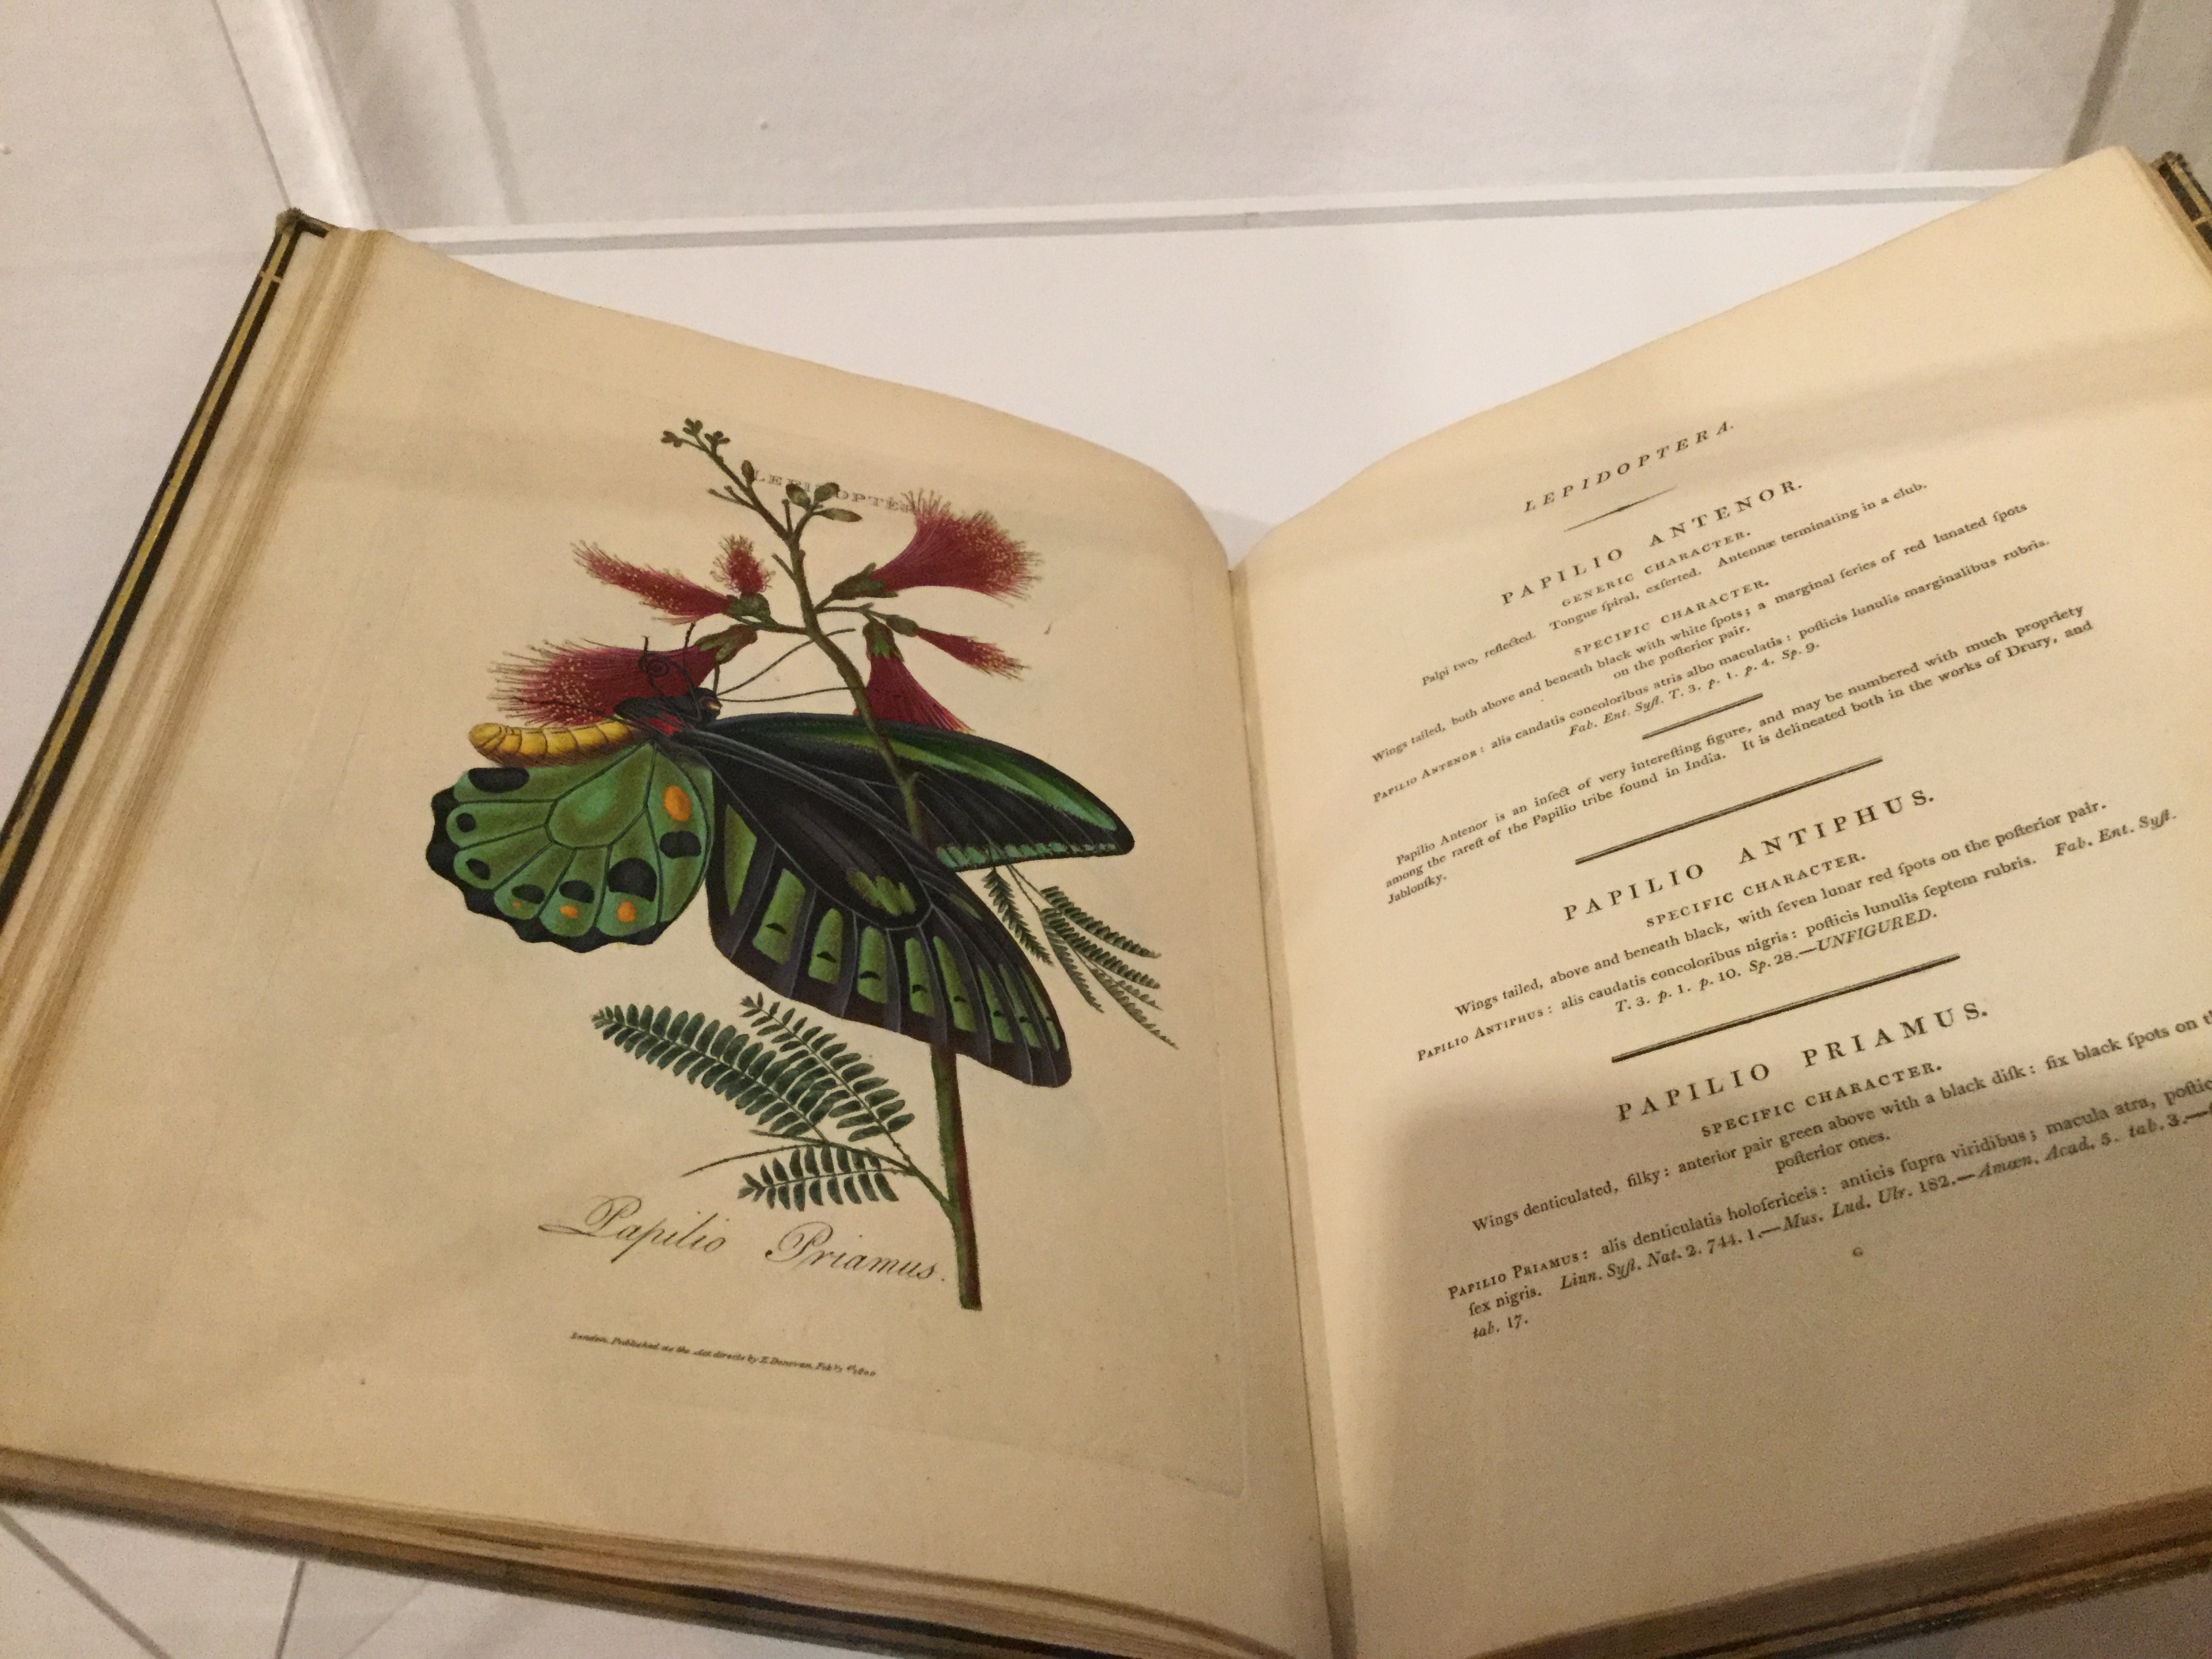 LEPIDOPTERA
Papilio Priamus.
London. Published as the Act directs by E. Donovan, Feb.y 1800
LEPIDOPTERA.
PAPILIO ANTENOR.
GENERIC CHARACTER.
Palpi two, reflected. Tongue ſpiral, exſerted. Antennæ terminating in a club.
SPECIFIC CHARACTER.
Wings tailed, both above and beneath black with white ſpots; a marginal ſeries of red lunated ſpots
on the poſterior pair.
PAPILIO ANTENOR: alis caudatis concoloribus atris albo maculatis: poſticis lunulis marginalibus rubris.
Fab. Ent. Syſt. T. 3. p. 1. p. 4. Sp. 9.
Papilio Antenor is an inſect of very intereſting figure, and may be numbered with much propriety
among the rareſt of the Papilio tribe found in India. It is delineated both in the works of Drury, and
Jablonſky.
PAPILIO ANTIPHUS.
SPECIFIC CHARACTER.
Wings tailed, above and beneath black, with ſeven lunar red ſpots on the poſterior pair.
PAPILIO ANTIPHUS: alis caudatis concoloribus nigris: poſticis lunulis ſeptem rubris. Fab. Ent. Syſt.
T. 3. p. 1. p. 10. Sp. 28.—UNFIGURED.
PAPILIO PRIAMUS.
SPECIFIC CHARACTER.
Wings denticulated, ſilky: anterior pair green above with a black diſk: ſix black ſpots on
poſterior ones.
PAPILIO PRIAMUS: alis denticulatis holoſericeis: anticis ſupra viridibus; macula atra,
ſex nigris. Linn. Syſt. Nat. 2. 744. 1.—Mus. Lud. Ulr. 182.—Amœn. Acad. 5. tab. 3.—
tab. 17.
G